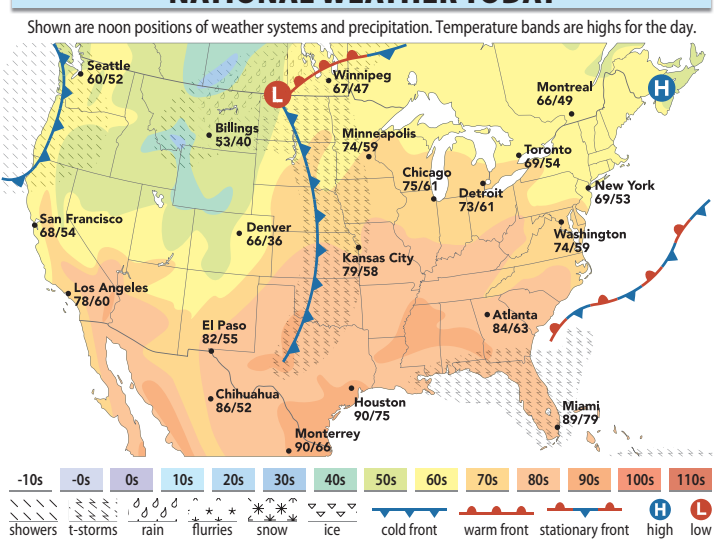 NATIONAL WEATHER TODAY
Shown are noon positions of weather systems and precipitation. Temperature bands are highs for the day.
Seattle
60/52
Winnipeg
67/47
L
Montreal
66/49
H
Billings
53/40
Minneapolis
74/59
Toronto
69/54
Chicago
75/61
Detroit
73/61
New York
69/53
San Francisco
68/54
Denver
66/36
Washington
74/59
Kansas City
79/58
Los Angeles
78/60
El Paso
82/55
Atlanta
84/63
Chihuahua
86/52
Houston
90/75
Miami
89/79
Monterrey
90/66
-10s -0s 0s 10s 20s 30s 40s 50s 60s 70s 80s 90s 100s 110s
H L
showers t-storms rain flurries snow ice cold front warm front stationary front high low